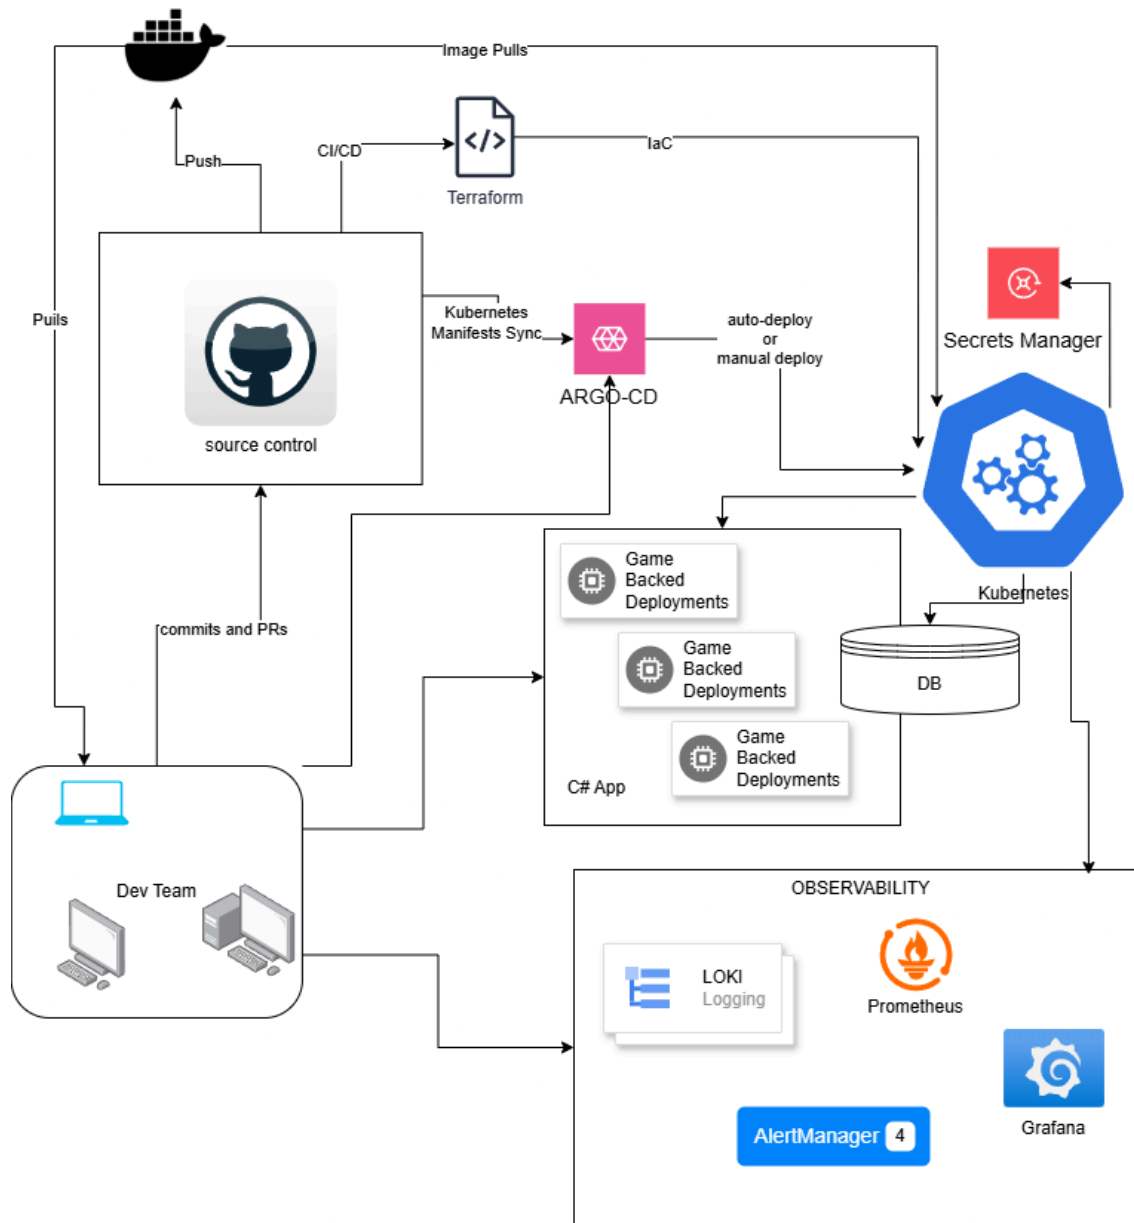 Image Pulls
CI/CD
IaC
Push
Terraform
Puils
Kubernetes
Manifests Sync
auto-deploy
or
manual deploy
Secrets Manager
ARGO-CD
source control
Game
Backed
Deployments
Kubernetes
commits and PRs
Game
Backed
Deployments
DB
Game
Backed
Deployments
C# App
Dev Team
OBSERVABILITY
LOKI
Logging
Prometheus
Grafana
AlertManager 4